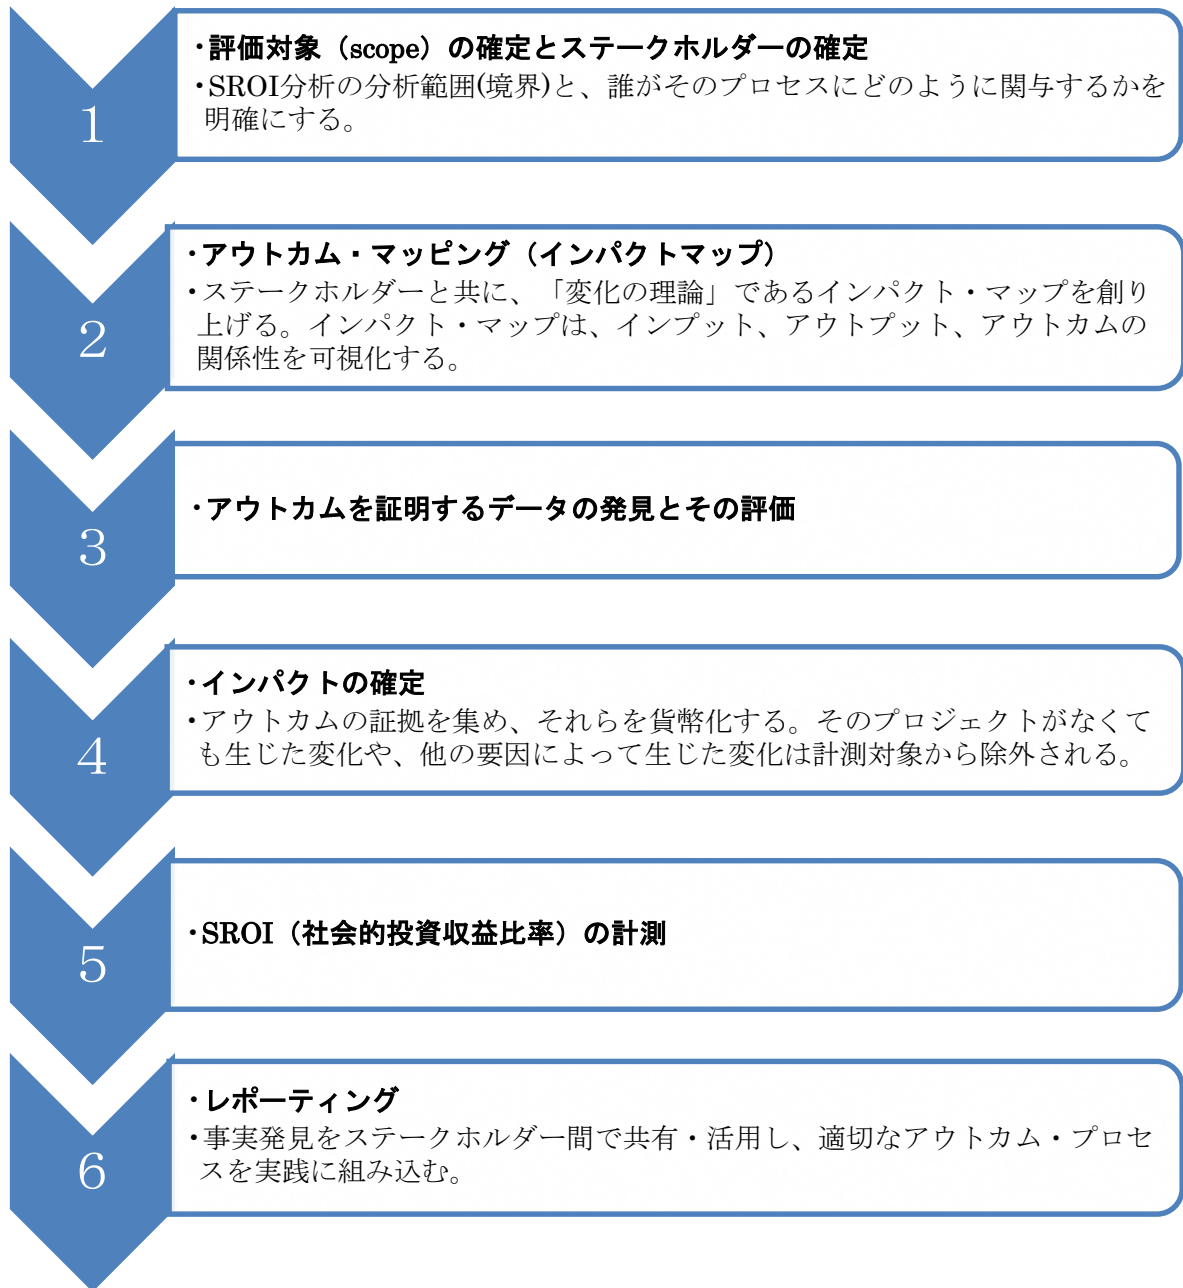 1
・評価対象（scope）の確定とステークホルダーの確定
・SROI分析の分析範囲(境界)と、誰がそのプロセスにどのように関与するかを
明確にする。
2
・アウトカム・マッピング（インパクトマップ）
・ステークホルダーと共に、「変化の理論」であるインパクト・マップを創り
上げる。インパクト・マップは、インプット、アウトプット、アウトカムの
関係性を可視化する。
3
・アウトカムを証明するデータの発見とその評価
4
・インパクトの確定
・アウトカムの証拠を集め、それらを貨幣化する。そのプロジェクトがなくて
も生じた変化や、他の要因によって生じた変化は計測対象から除外される。
5
・SROI（社会的投資収益比率）の計測
6
・レポーティング
・事実発見をステークホルダー間で共有・活用し、適切なアウトカム・プロセ
スを実践に組み込む。